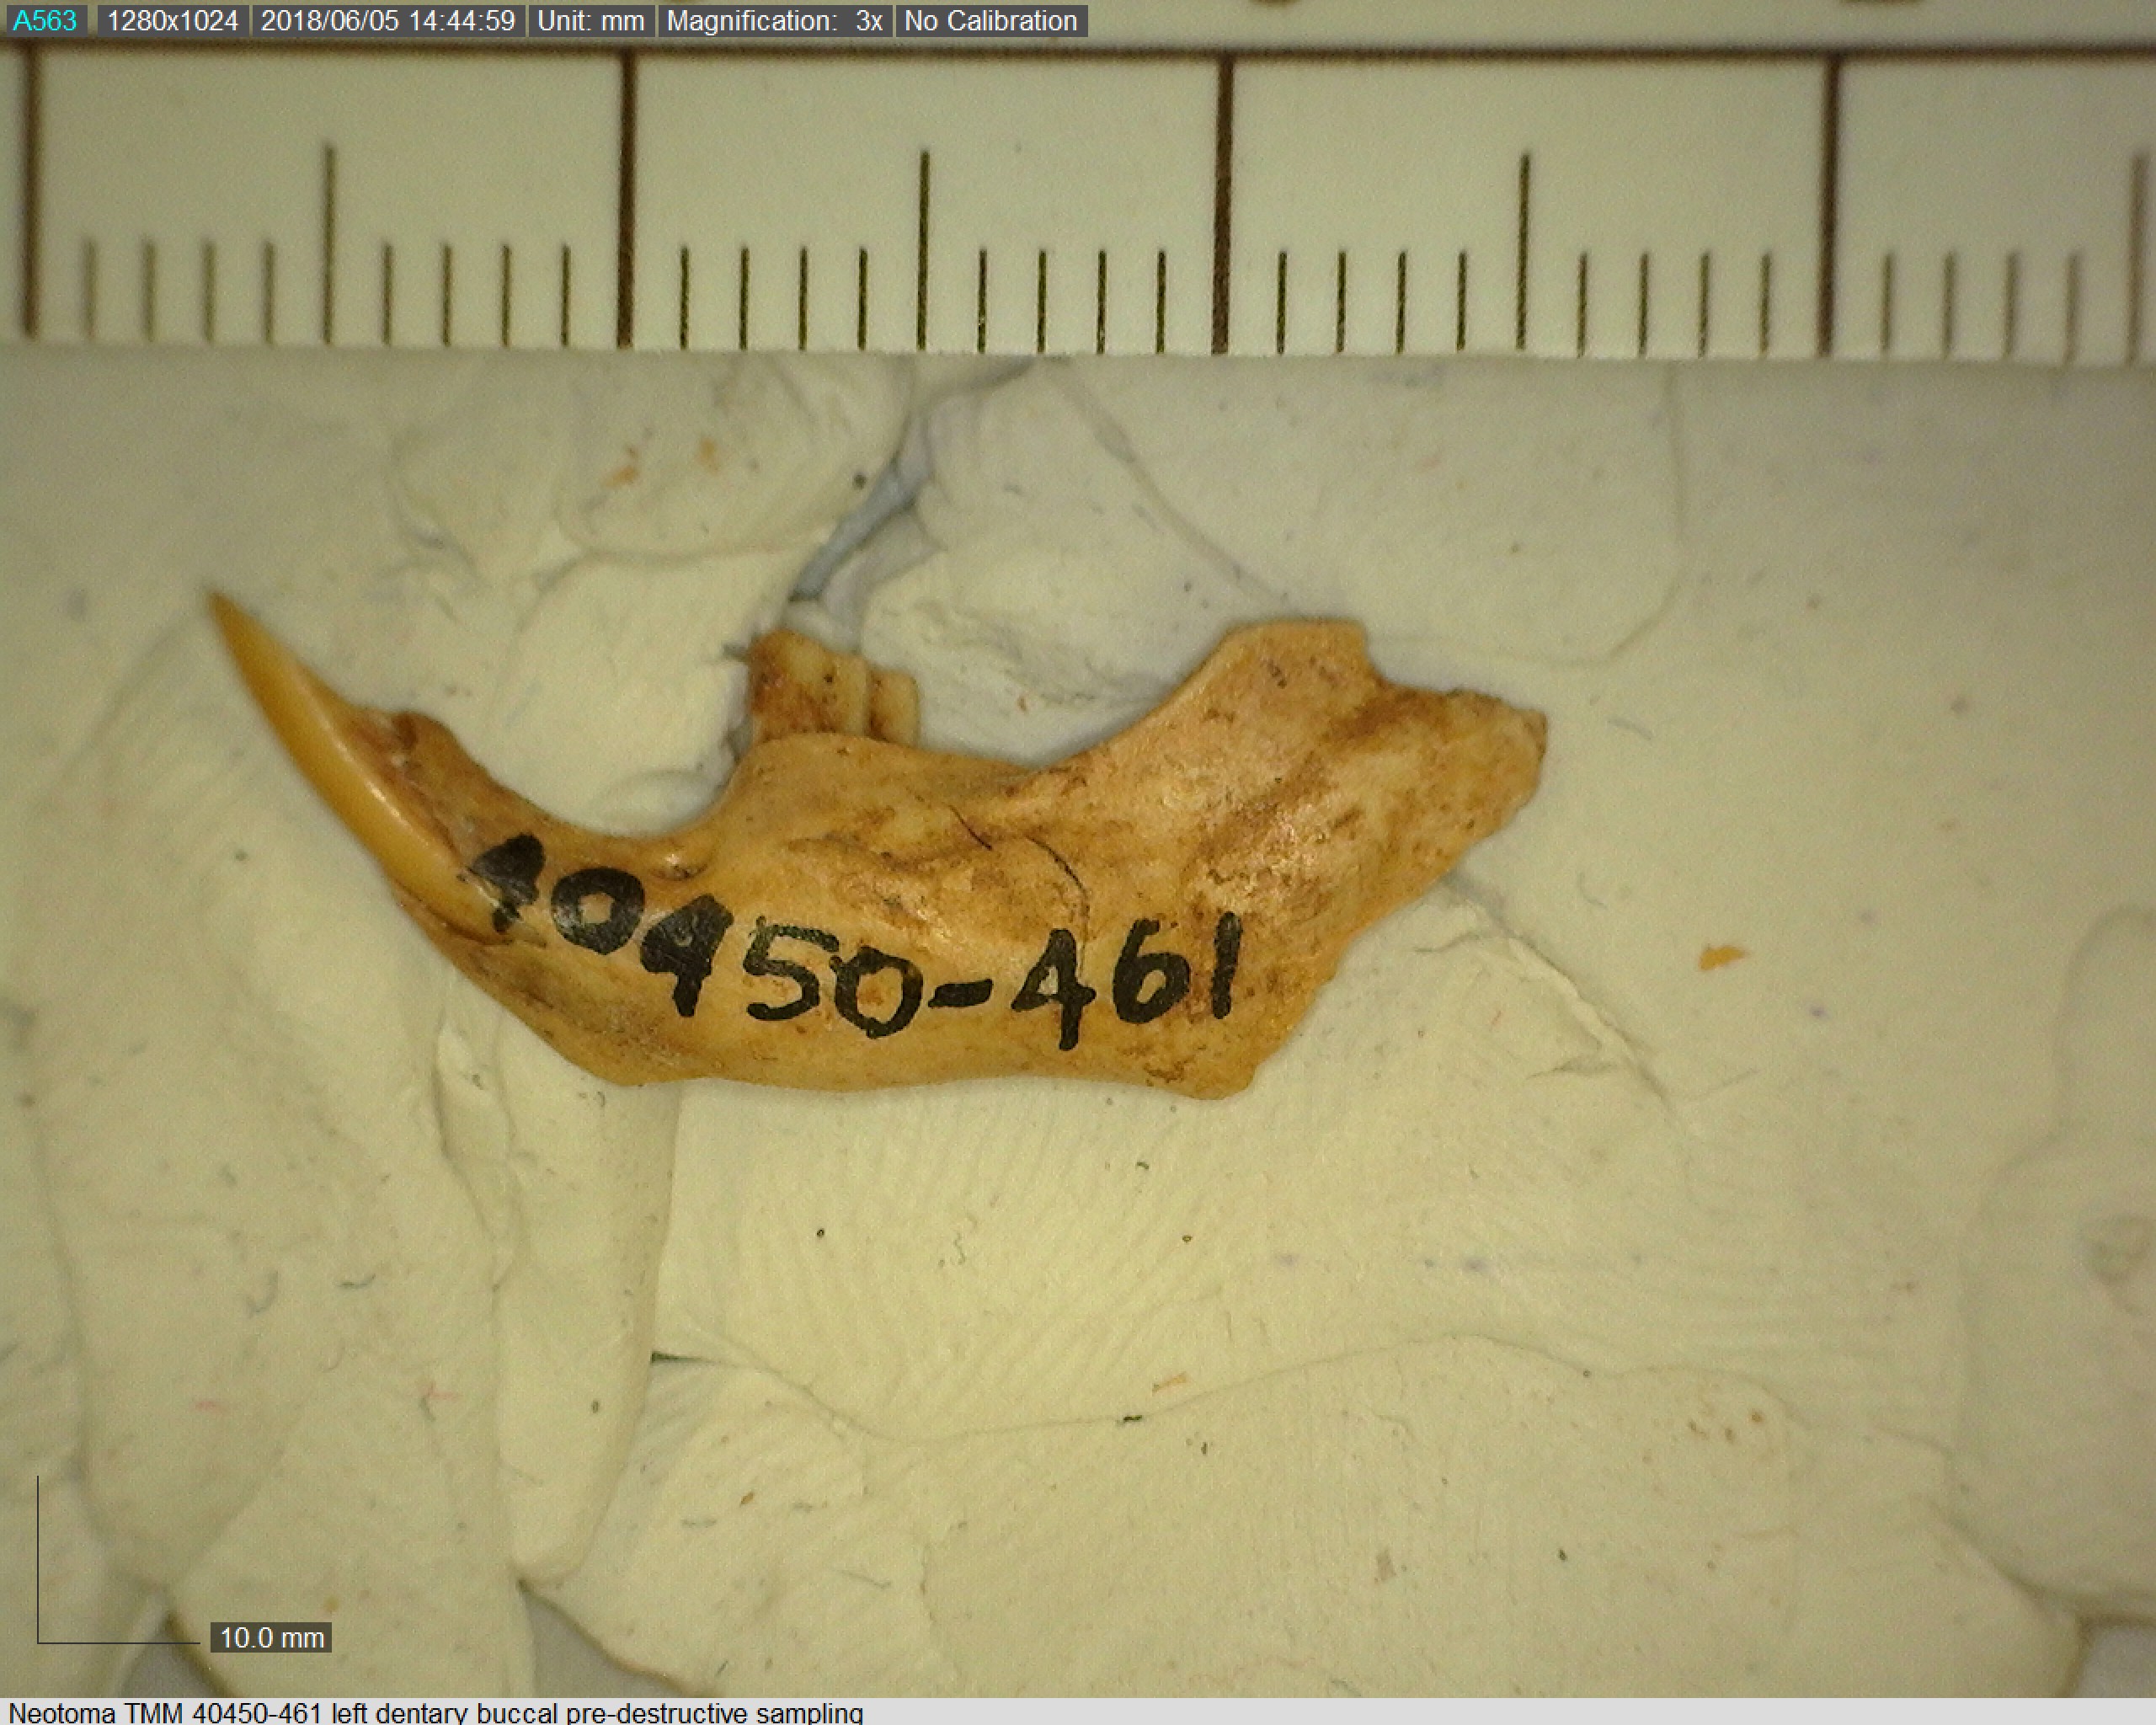 A563 1280x1024 2018/06/05 14:44:59 Unit: mm Magnification: 3x No Calibration
40450-461
10.0 mm
Neotoma TMM 40450-461 left dentary buccal pre-destructive sampling